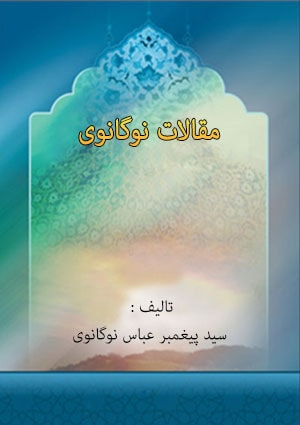 مقالات نوگانوی
تالیف :
سید پیغمبر عباس نوگانوی